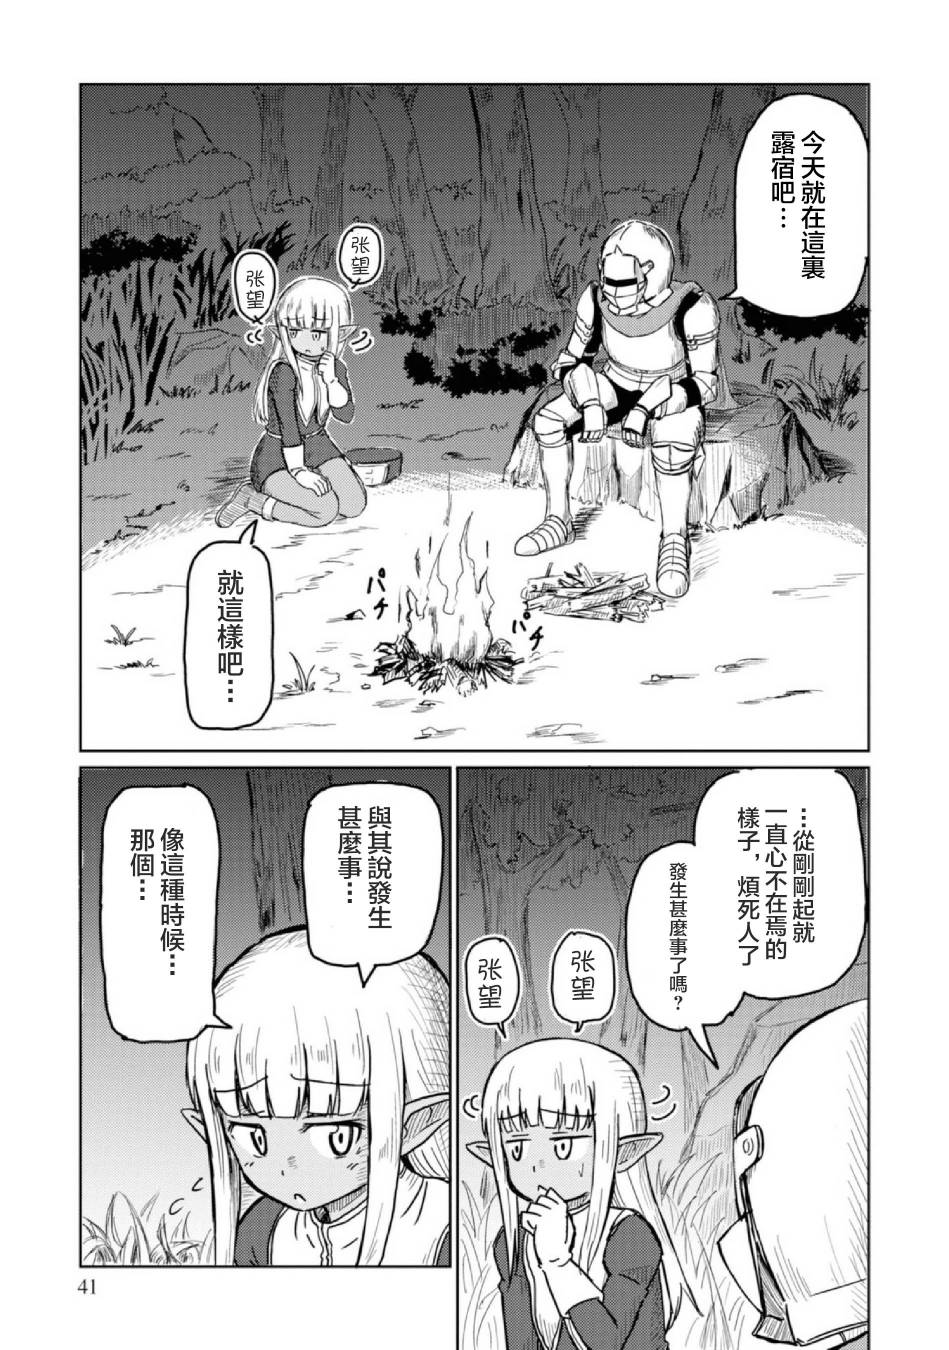 今天就在這裏
露宿吧…
张望
张望
就這樣吧…
パチ
パチ
…從剛剛起就
一直心不在焉的
樣子，煩死人了
發生甚麼事了嗎?
张望
张望
與其說發生
甚麼事…
像這種時候…
那個…
41